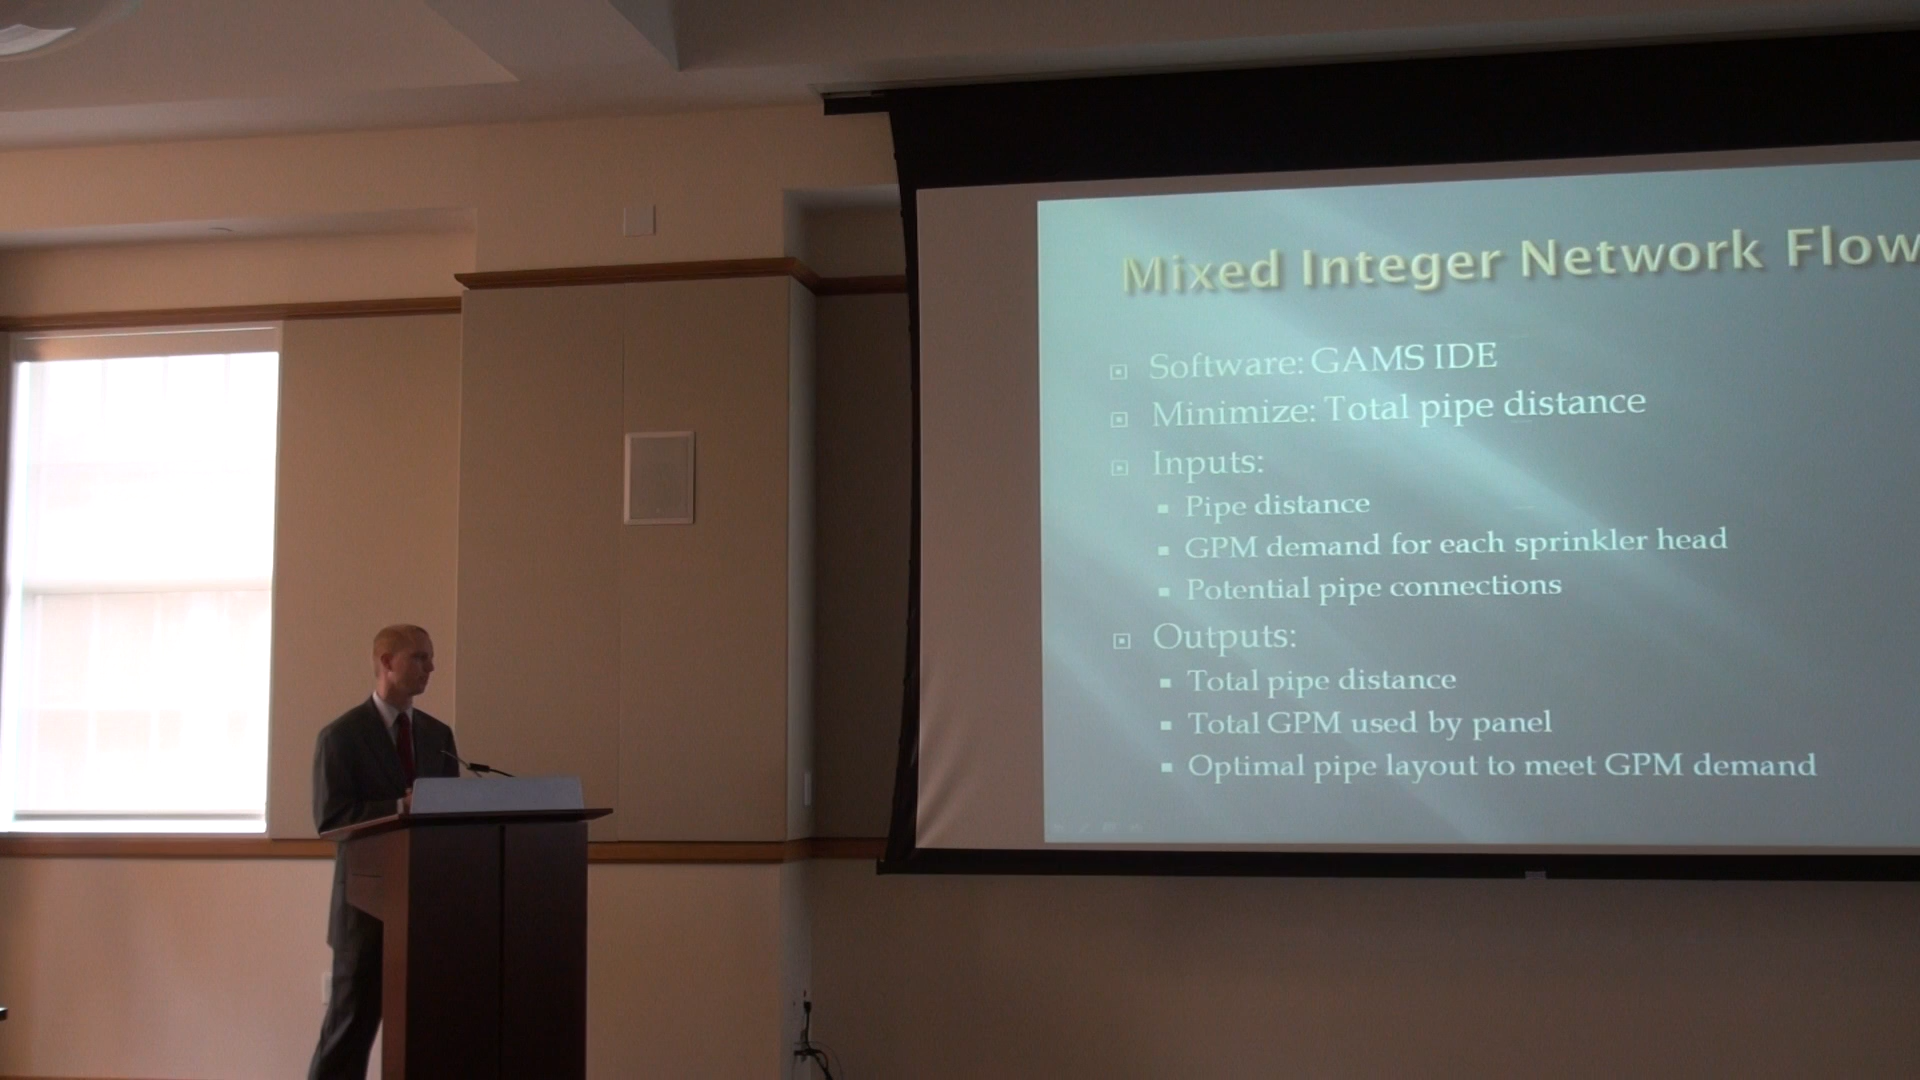 Mixed Integer Network Flow
Software: GAMS IDE
Minimize: Total pipe distance
Inputs:
Pipe distance
GPM demand for each sprinkler head
Potential pipe connections
Outputs:
Total pipe distance
Total GPM used by panel
Optimal pipe layout to meet GPM demand